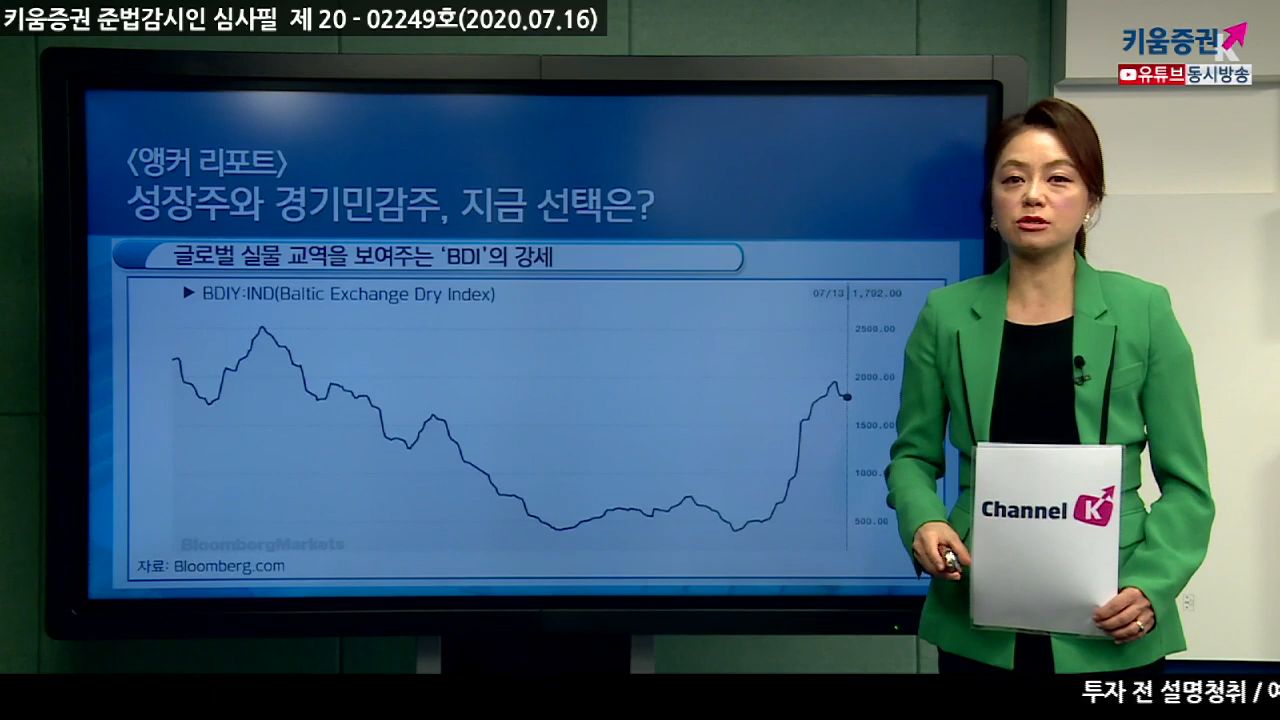 키움증권 준법감시인 심사필 제 20 - 02249호(2020.07.16)
키움증권
K
유튜브 동시방송
<앵커 리포트>
성장주와 경기민감주, 지금 선택은?
글로벌 실물 교역을 보여주는 'BDI'의 강세
▶ BDIY:IND(Baltic Exchange Dry Index)
07/13 1,792.00
2500.00
2000.00
1500.00
1000.0
500.00
BloombergMarkets
자료: Bloomberg.com
Channel K
투자 전 설명청취 / 예